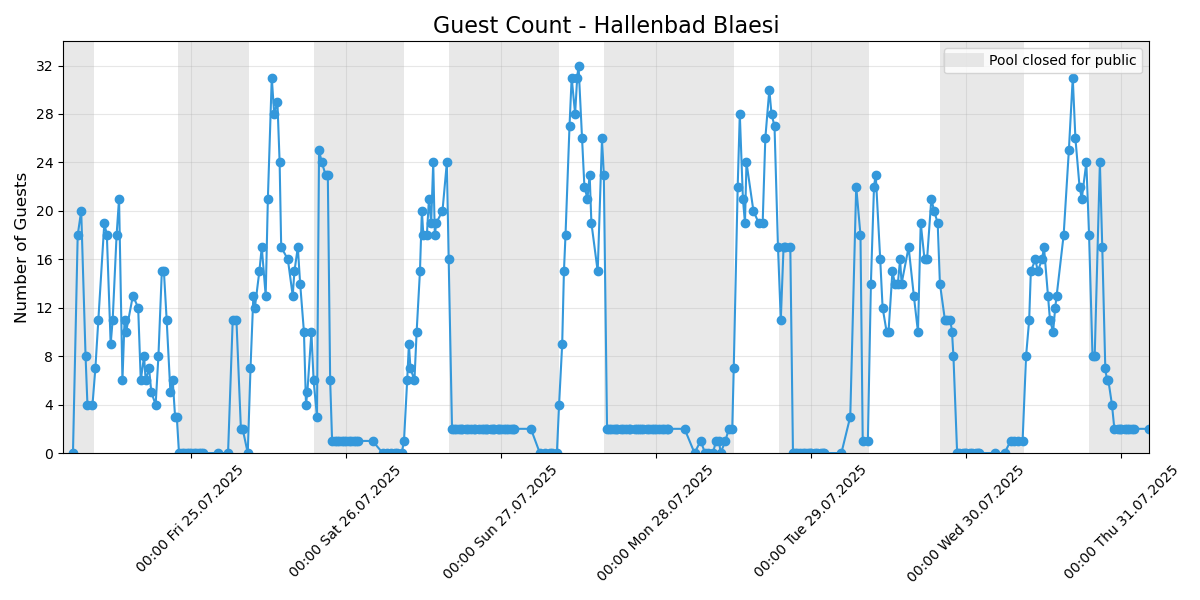 Guest Count - Hallenbad Blaesi
Pool closed for public
Number of Guests
32
28
24
20
16
12
8
4
0
00:00 Fri 25.07.2025
00:00 Sat 26.07.2025
00:00 Sun 27.07.2025
00:00 Mon 28.07.2025
00:00 Tue 29.07.2025
00:00 Wed 30.07.2025
00:00 Thu 31.07.2025